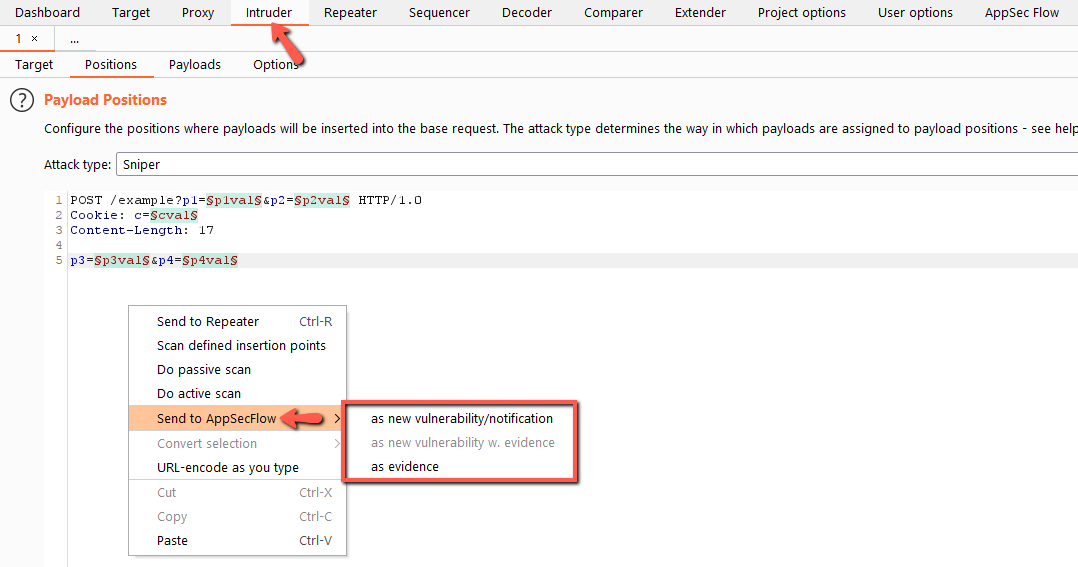 Dashboard Target Proxy Intruder Repeater Sequencer Decoder Comparer Extender Project options User options AppSec Flow
1 × ...
Target Positions Payloads Options
? Payload Positions
Configure the positions where payloads will be inserted into the base request. The attack type determines the way in which payloads are assigned to payload positions - see help
Attack type: Sniper
1 POST /example?p1=§p1val§&p2=§p2val§ HTTP/1.0
2 Cookie: c=§cval§
3 Content-Length: 17
4
5 p3=§p3val§&p4=§p4val§
Send to Repeater Ctrl-R
Scan defined insertion points
Do passive scan
Do active scan
Send to AppSecFlow > as new vulnerability/notification
Convert selection > as new vulnerability w. evidence
URL-encode as you type as evidence
Cut Ctrl-X
Copy Ctrl-C
Paste Ctrl-V